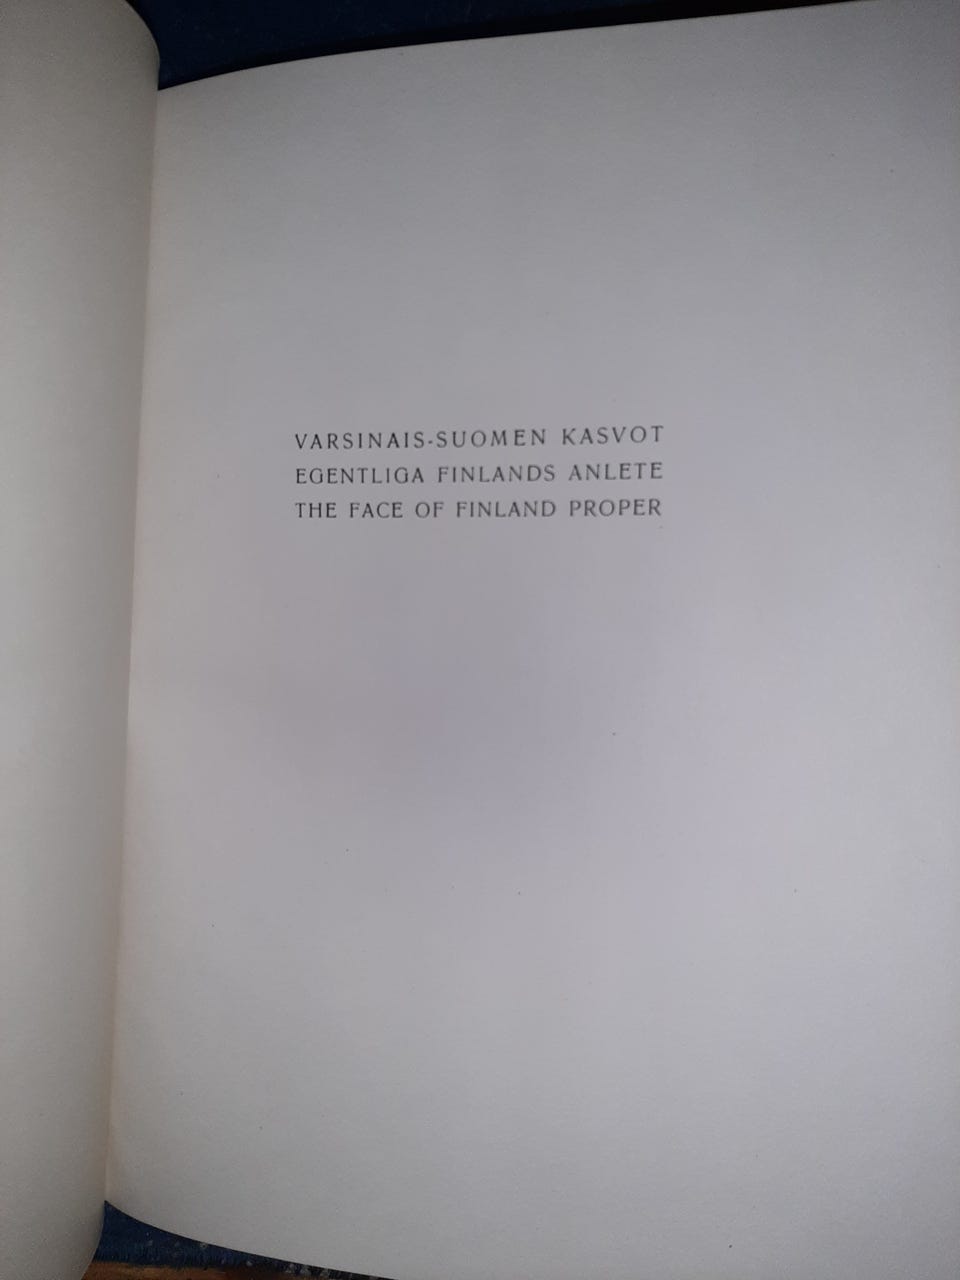 VARSINAIS-SUOMEN KASVOT
EGENTLIGA FINLANDS ANLETE
THE FACE OF FINLAND PROPER